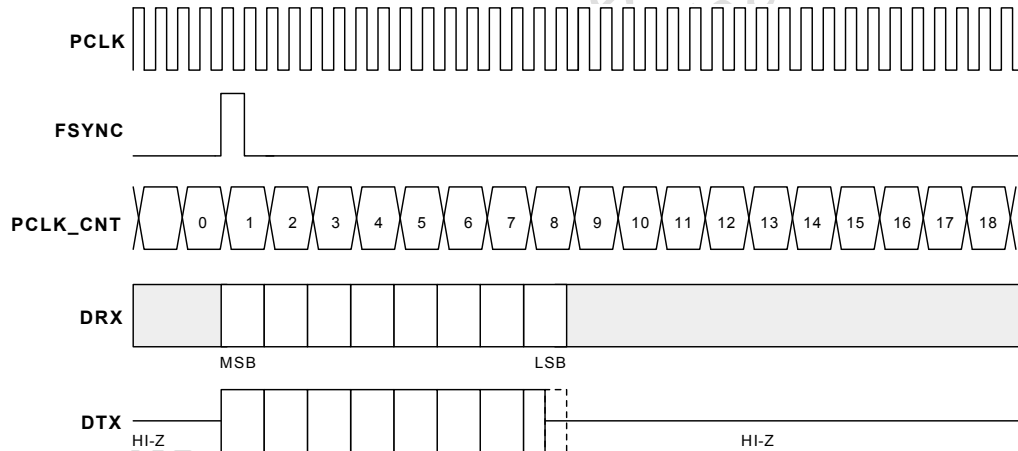 PCLK
FSYNC
PCLK_CNT 0 1 2 3 4 5 6 7 8 9 10 11 12 13 14 15 16 17 18
DRX
MSB LSB
DTX
HI-Z HI-Z